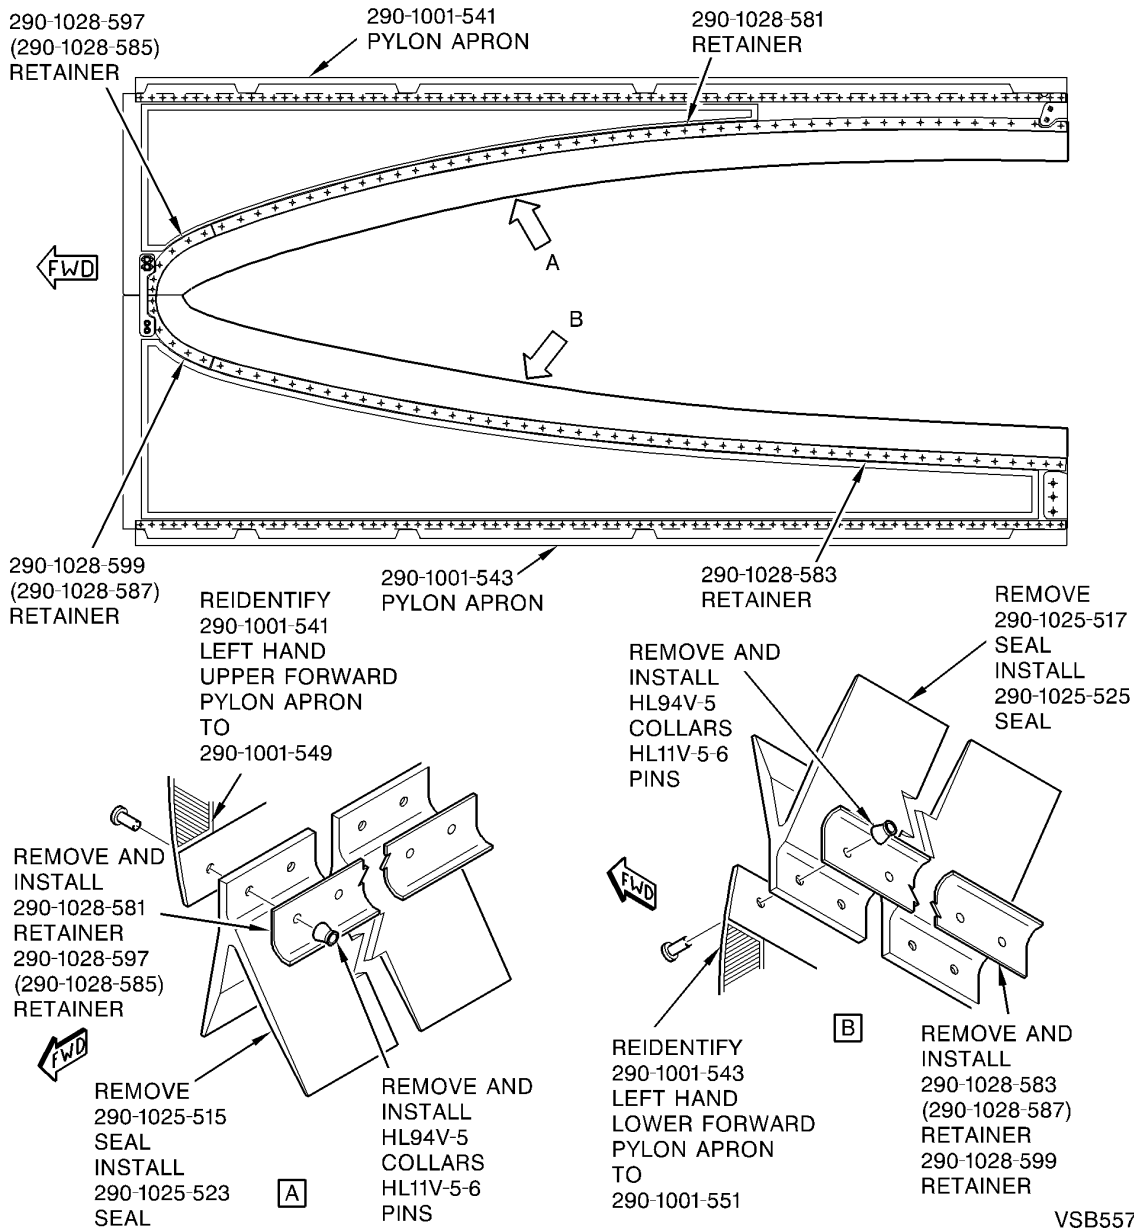 290-1028-597
(290-1028-585)
RETAINER
290-1001-541
PYLON APRON
290-1028-581
RETAINER
FWD
A
B
290-1028-599
(290-1028-587)
RETAINER
290-1001-543
PYLON APRON
290-1028-583
RETAINER
REIDENTIFY
290-1001-541
LEFT HAND
UPPER FORWARD
PYLON APRON
TO
290-1001-549
REMOVE AND
INSTALL
HL94V-5
COLLARS
HL11V-5-6
PINS
REMOVE
290-1025-517
SEAL
INSTALL
290-1025-525
SEAL
REMOVE AND
INSTALL
290-1028-581
RETAINER
290-1028-597
(290-1028-585)
RETAINER
FWD
FWD
REMOVE
290-1025-515
SEAL
INSTALL
290-1025-523
SEAL
A
REMOVE AND
INSTALL
HL94V-5
COLLARS
HL11V-5-6
PINS
REIDENTIFY
290-1001-543
LEFT HAND
LOWER FORWARD
PYLON APRON
TO
290-1001-551
B
REMOVE AND
INSTALL
290-1028-583
(290-1028-587)
RETAINER
290-1028-599
RETAINER
VSB557